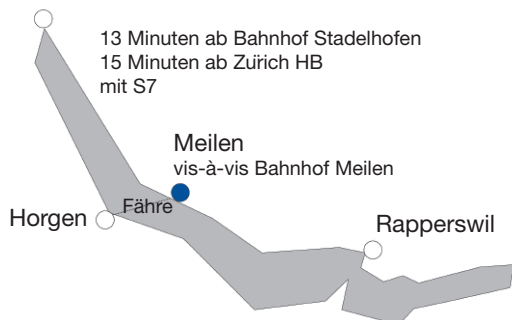 13 Minuten ab Bahnhof Stadelhofen
15 Minuten ab Zürich HB
mit S7
Meilen
vis-à-vis Bahnhof Meilen
Fähre
Horgen
Rapperswil